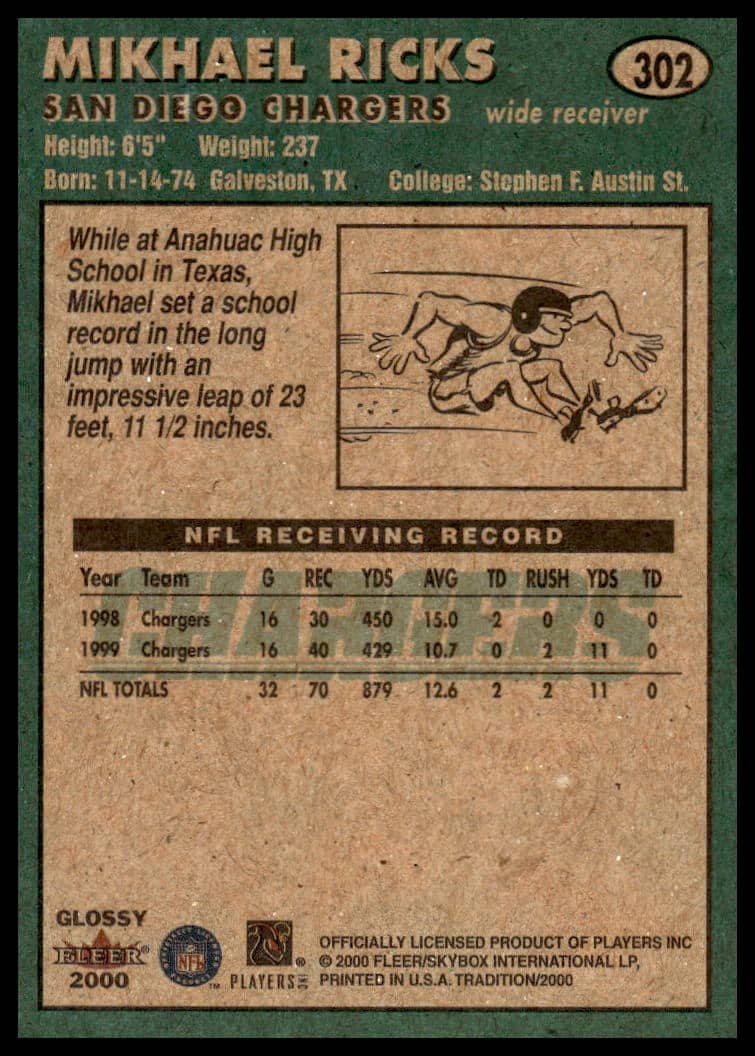 MIKHAEL RICKS
302
SAN DIEGO CHARGERS wide receiver
Height: 6'5" Weight: 237
Born: 11-14-74 Galveston, TX College: Stephen F. Austin St.
While at Anahuac High
School in Texas,
Mikhael set a school
record in the long
jump with an
impressive leap of 23
feet, 11 1/2 inches.
NFL RECEIVING RECORD
CHARGERS
Year Team G REC YDS AVG TD RUSH YDS TD
1998 Chargers 16 30 450 15.0 2 0 0 0
1999 Chargers 16 40 429 10.7 0 2 11 0
NFL TOTALS 32 70 879 12.6 2 2 11 0
GLOSSY
FLEER®
2000
NFL
™
®
PLAYERS INC
OFFICIALLY LICENSED PRODUCT OF PLAYERS INC
© 2000 FLEER/SKYBOX INTERNATIONAL LP,
PRINTED IN U.S.A. TRADITION/2000